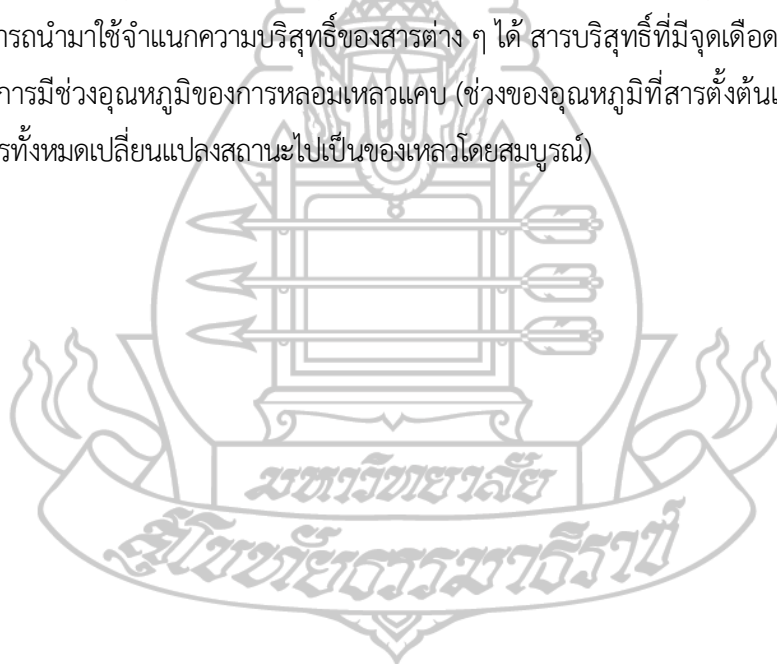 ารถนำมาใช้จำแนกความบริสุทธิ์ของสารต่าง ๆ ได้ สารบริสุทธิ์ที่มีจุดเดือด
การมีช่วงอุณหภูมิของการหลอมเหลวแคบ (ช่วงของอุณหภูมิที่สารตั้งต้นเ
รทั้งหมดเปลี่ยนแปลงสถานะไปเป็นของเหลวโดยสมบูรณ์)
มหาวิทยาลัย
สุโขทัยธรรมาธิราช